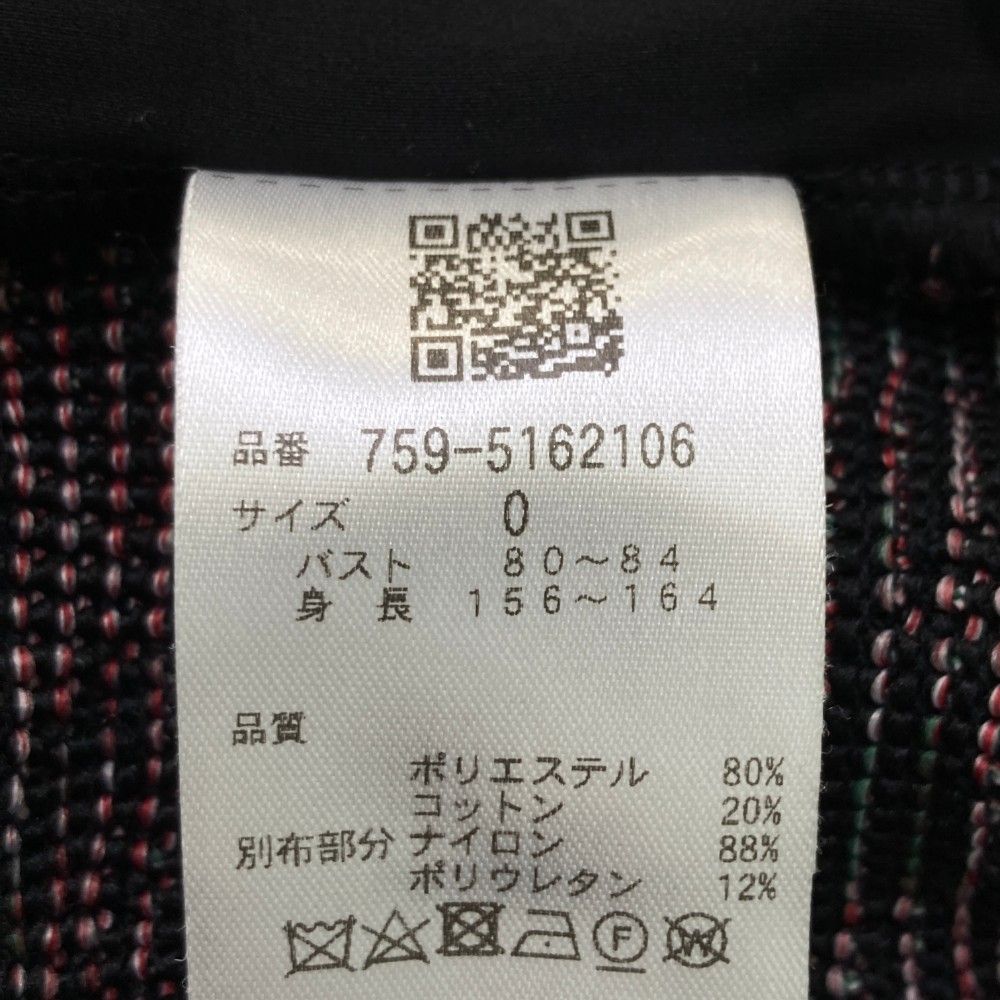 品番 759-5162106
サイズ 0
バスト 80～84
身長 156～164
品質
ポリエステル 80%
コットン 20%
別布部分 ナイロン 88%
ポリウレタン 12%
F W